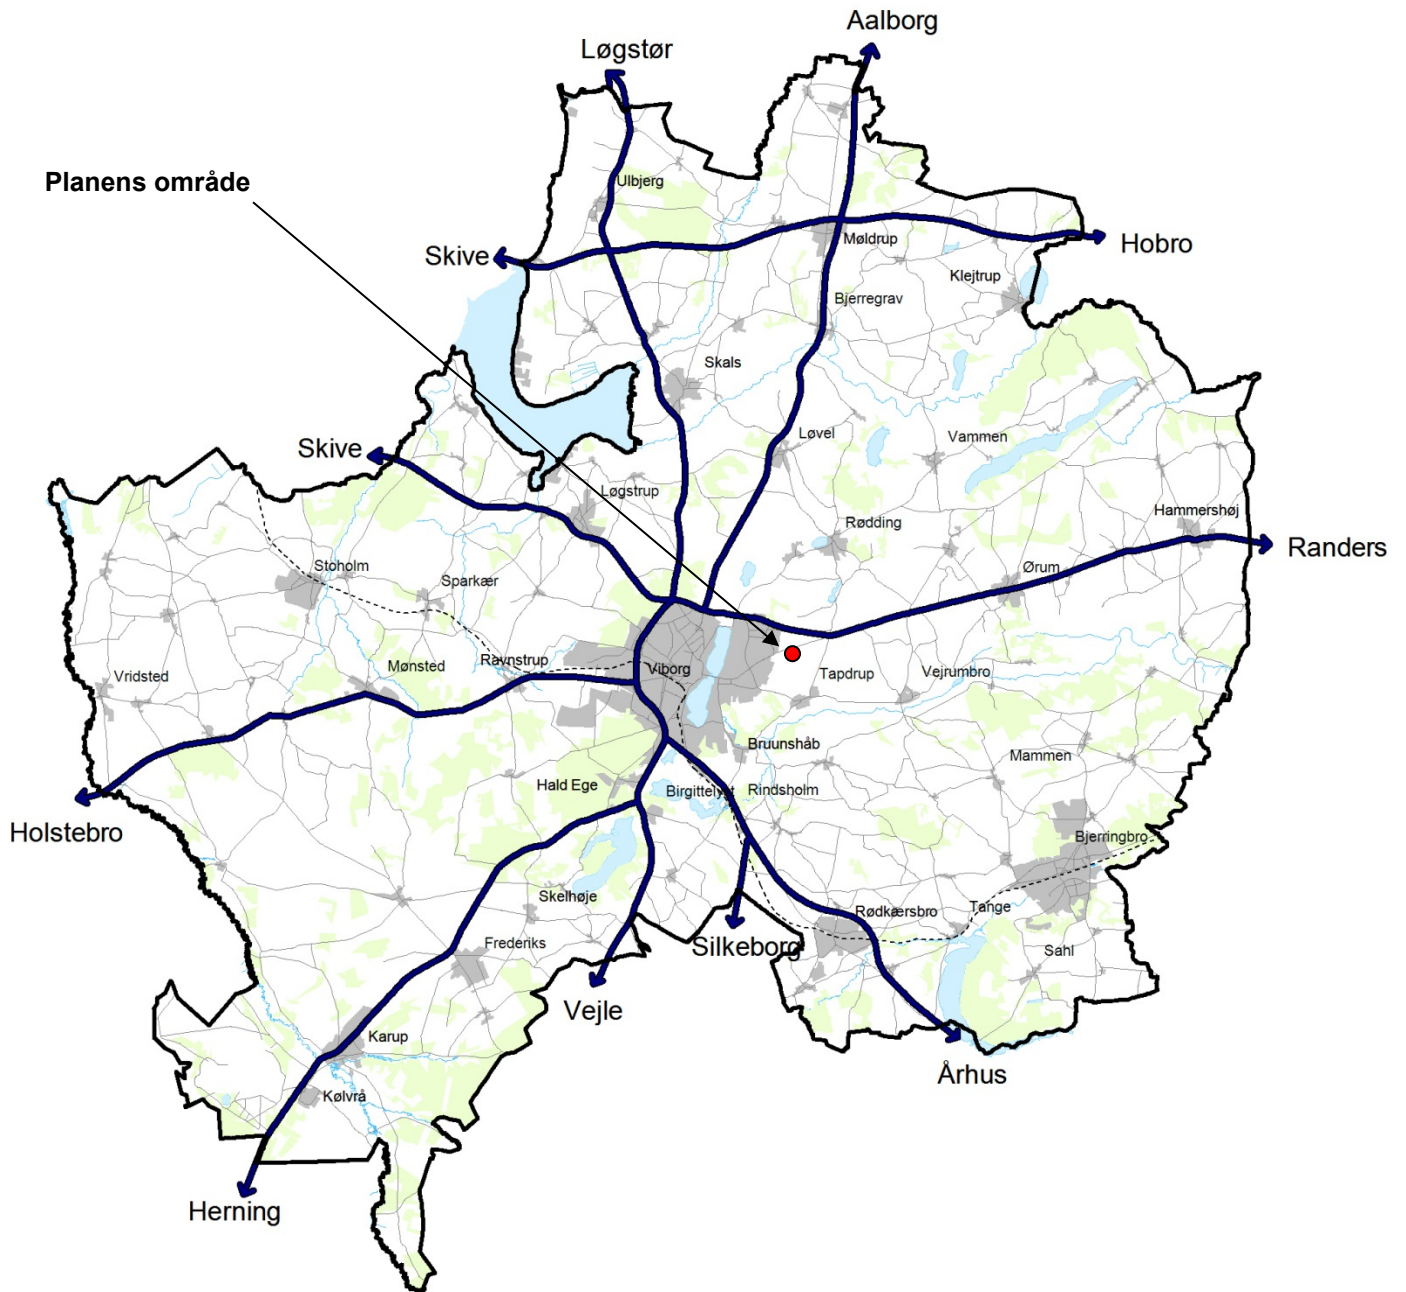 Aalborg
Løgstør
Planens område
Ulbjerg
Skive
Møldrup
Hobro
Klejtrup
Bjerregrav
Skals
Løvel
Vammen
Skive
Løgstrup
Hammershøj
Rødding
Randers
Stoholm
Sparkær
Ørum
Ravnstrup
Mønsted
Viborg
Vridsted
Tapdrup
Vejrumbro
Bruunshåb
Mammen
Hald Ege
Birgittelyst
Rindsholm
Holstebro
Bjerringbro
Skelhøje
Rødkærsbro
Tange
Frederiks
Silkeborg
Sahl
Vejle
Karup
Århus
Kølvrå
Herning